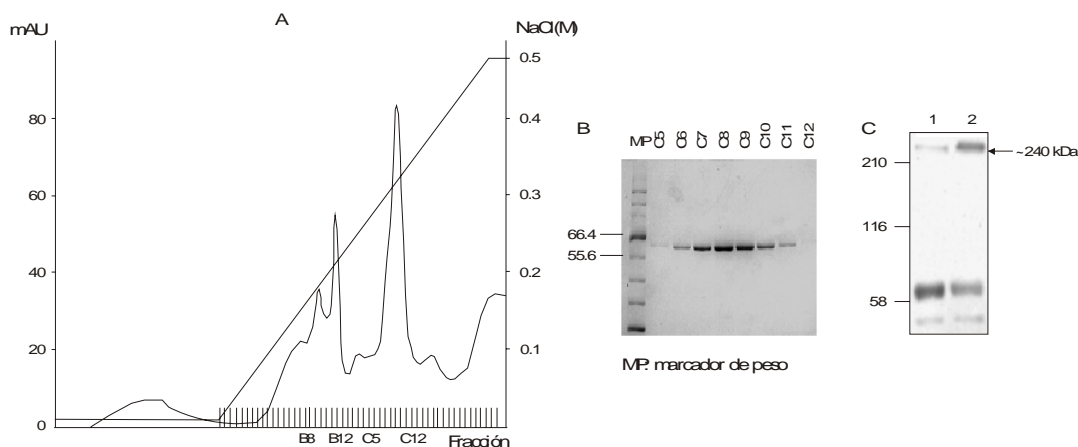 A
mAU
NaCl(M)
0.5
80
0.4
60
0.3
40
0.2
20
0.1
0
B8 B12 C5 C12 Fracción
B
MP C5 C6 C7 C8 C9 C10 C11 C12
66.4
55.6
MP: marcador de peso
C
1 2
210
~240 kDa
116
58